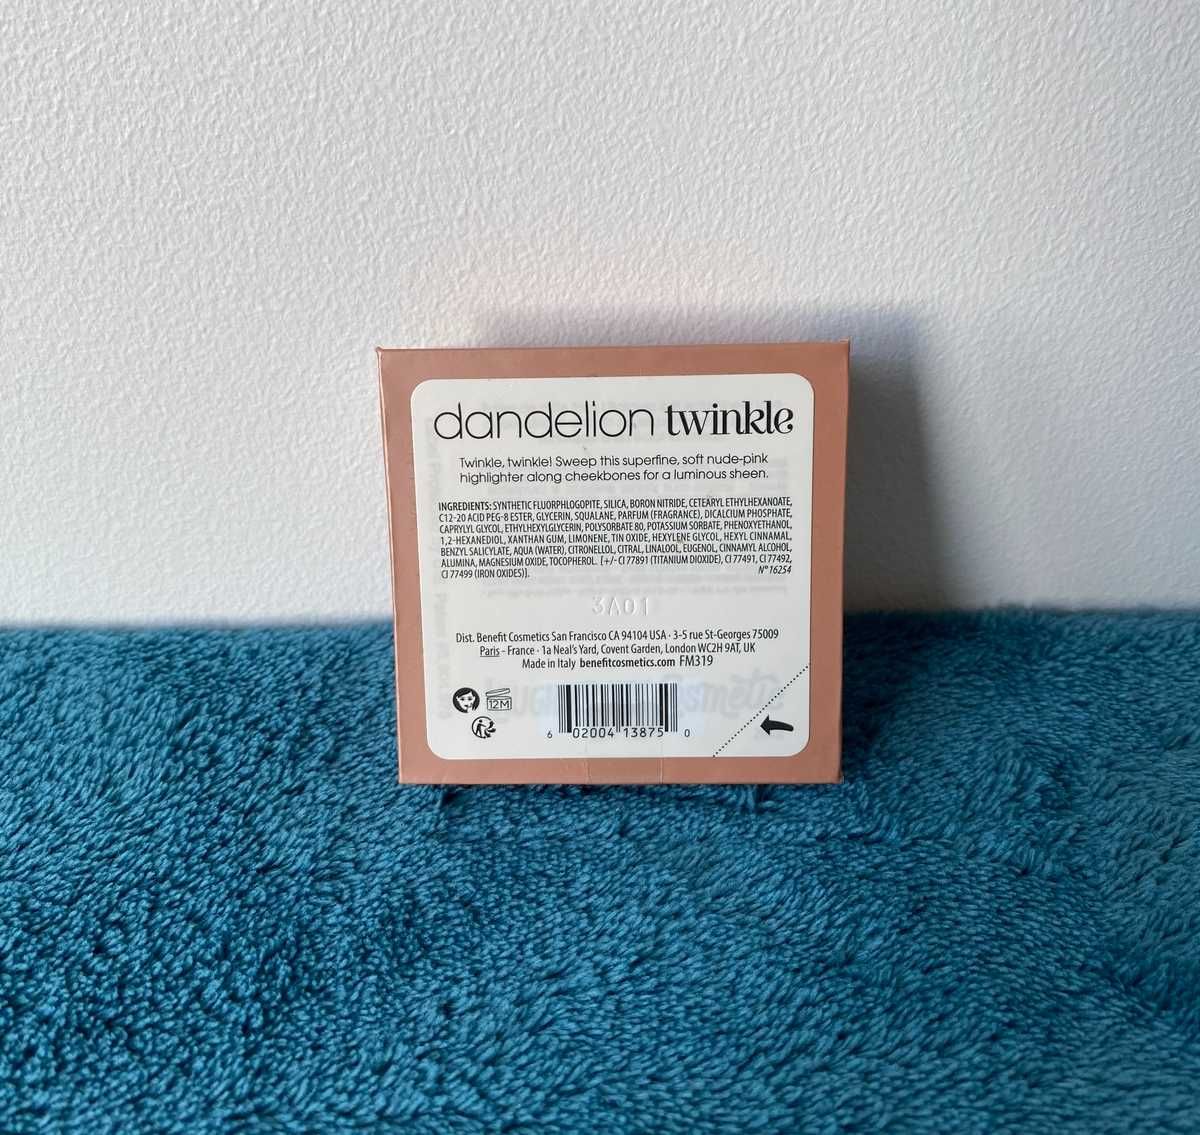 dandelion twinkle
Twinkle, twinkle! Sweep this superfine, soft nude-pink
highlighter along cheekbones for a luminous sheen.
INGREDIENTS: SYNTHETIC FLUORPHLOGOPITE, SILICA, BORON NITRIDE, CETEARYL ETHYLHEXANOATE,
C12-20 ACID PEG-8 ESTER, GLYCERIN, SQUALANE, PARFUM (FRAGRANCE), DICALCIUM PHOSPHATE,
CAPRYLYL GLYCOL, ETHYLHEXYLGLYCERIN, POLYSORBATE 80, POTASSIUM SORBATE, PHENOXYETHANOL,
1,2-HEXANEDIOL, XANTHAN GUM, LIMONENE, TIN OXIDE, HEXYLENE GLYCOL, HEXYL CINNAMAL,
BENZYL SALICYLATE, AQUA (WATER), CITRONELLOL, CITRAL, LINALOOL, EUGENOL, CINNAMYL ALCOHOL,
ALUMINA, MAGNESIUM OXIDE, TOCOPHEROL. [+/- CI 77891 (TITANIUM DIOXIDE), CI 77491, CI 77492,
CI 77499 (IRON OXIDES)]. N° 16254
3A01
Dist. Benefit Cosmetics San Francisco CA 94104 USA · 3-5 rue St-Georges 75009
Paris - France · 1a Neal's Yard, Covent Garden, London WC2H 9AT, UK
Made in Italy benefitcosmetics.com FM319
12M
6 02004 13875 0